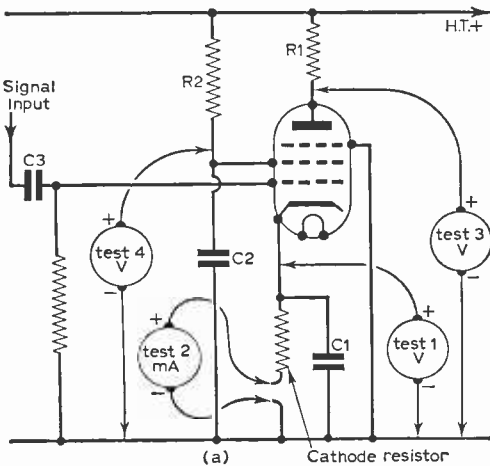 H.T.+
R2
R1
Signal
Input
C3
+
test 4
V
−
C2
+
test 3
V
−
+
test 2
mA
−
C1
+
test 1
V
−
(a)
Cathode resistor